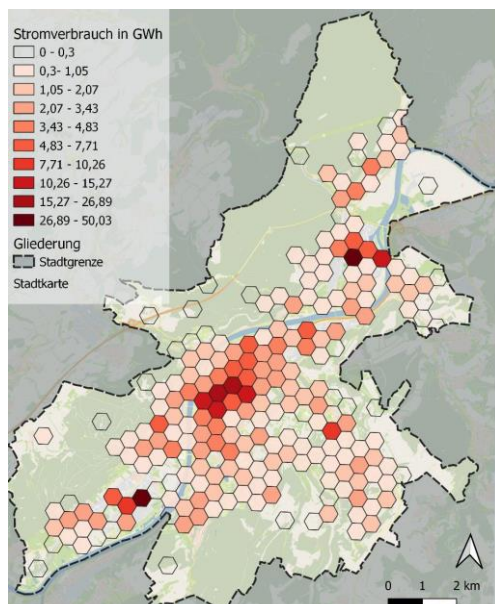 Stromverbrauch in GWh
0 - 0,3
0,3- 1,05
1,05 - 2,07
2,07 - 3,43
3,43 - 4,83
4,83 - 7,71
7,71 - 10,26
10,26 - 15,27
15,27 - 26,89
26,89 - 50,03
Gliederung
Stadtgrenze
Stadtkarte
0 1 2 km